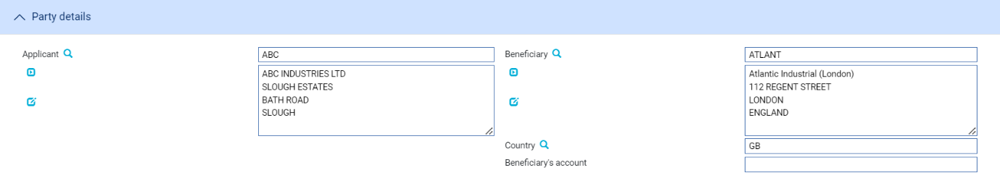 Party details
Applicant
ABC
ABC INDUSTRIES LTD
SLOUGH ESTATES
BATH ROAD
SLOUGH
Beneficiary
ATLANT
Atlantic Industrial (London)
112 REGENT STREET
LONDON
ENGLAND
Country
GB
Beneficiary's account